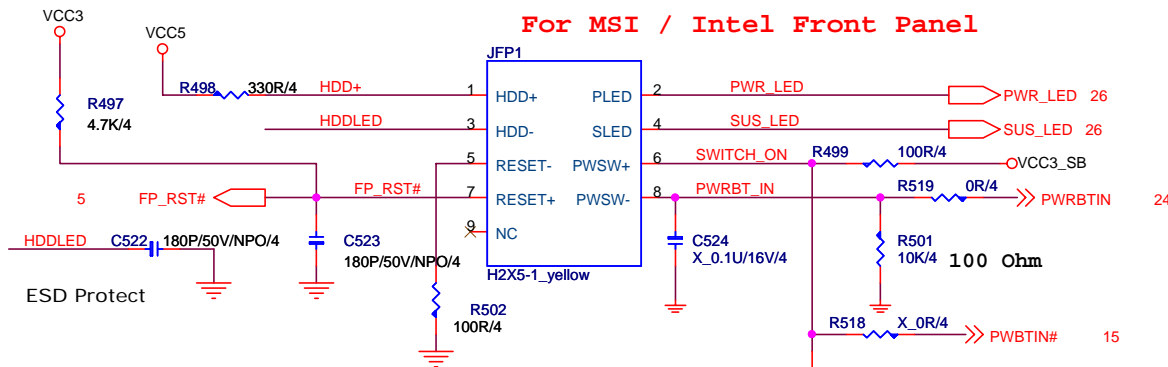 For MSI / Intel Front Panel
VCC3
VCC5
JFP1
R498 330R/4 HDD+ 1 HDD+ PLED 2 PWR_LED PWR_LED 26
R497
4.7K/4
HDDLED 3 HDD- SLED 4 SUS_LED SUS_LED 26
R499 100R/4
5 RESET- PWSW+ 6 SWITCH_ON VCC3_SB
5 FP_RST# FP_RST# 7 RESET+ PWSW- 8 PWRBT_IN R519 0R/4 PWRBTIN 24
9 NC
HDDLED C522 180P/50V/NPO/4
C523
180P/50V/NPO/4
C524
X_0.1U/16V/4
R501
10K/4 100 Ohm
H2X5-1_yellow
ESD Protect
R502
100R/4
R518 X_0R/4 PWBTIN# 15